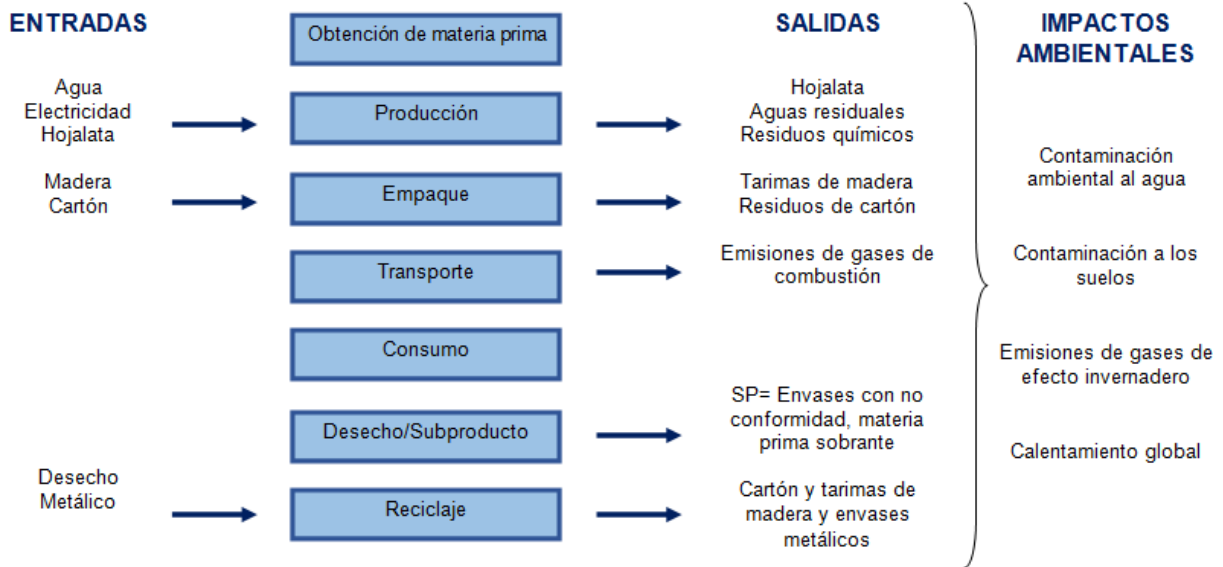 ENTRADAS
Obtención de materia prima
SALIDAS
IMPACTOS
AMBIENTALES
Agua
Electricidad
Hojalata
Producción
Hojalata
Aguas residuales
Residuos químicos
Madera
Cartón
Empaque
Tarimas de madera
Residuos de cartón
Contaminación
ambiental al agua
Transporte
Emisiones de gases de
combustión
Contaminación a los
suelos
Consumo
Emisiones de gases de
efecto invernadero
Desecho/Subproducto
SP= Envases con no
conformidad, materia
prima sobrante
Calentamiento global
Desecho
Metálico
Reciclaje
Cartón y tarimas de
madera y envases
metálicos